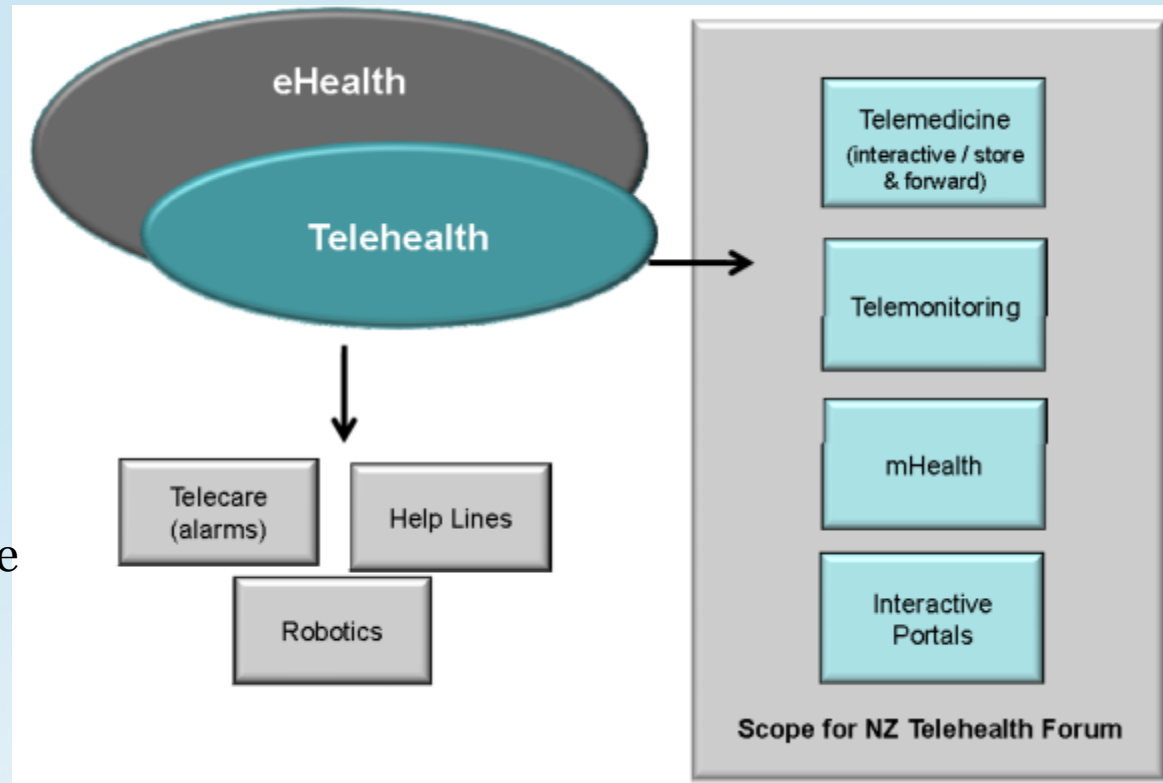 eHealth
Telehealth
Telecare
(alarms)
Help Lines
Robotics
e
Telemedicine
(interactive / store
& forward)
Telemonitoring
mHealth
Interactive
Portals
Scope for NZ Telehealth Forum